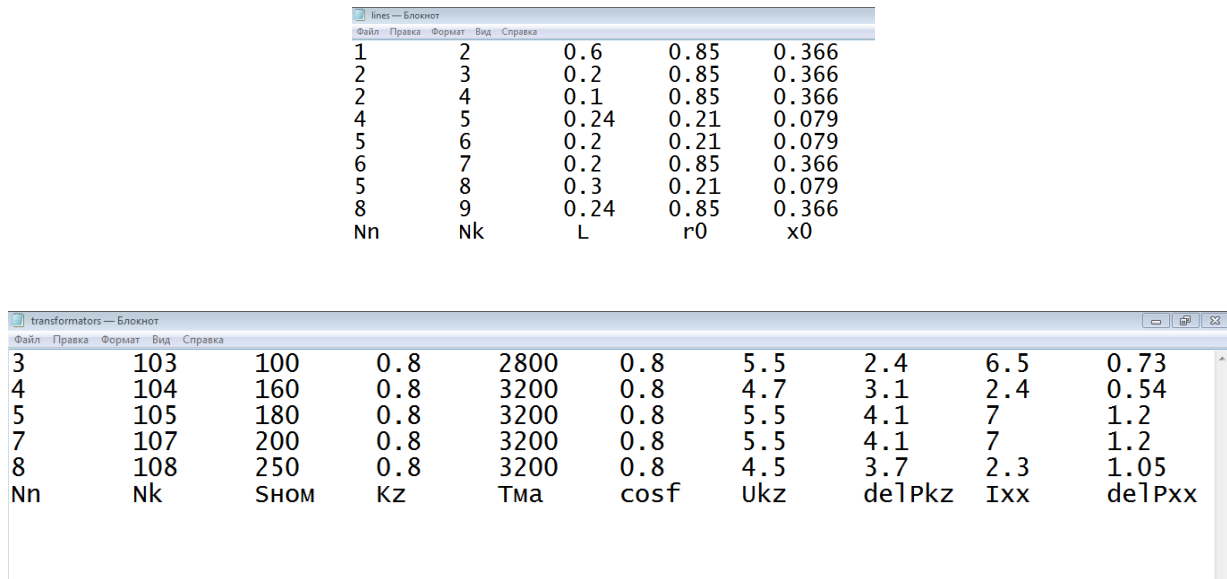 lines — Блокнот
Файл Правка Формат Вид Справка
1 2 0.6 0.85 0.366
2 3 0.2 0.85 0.366
2 4 0.1 0.85 0.366
4 5 0.24 0.21 0.079
5 6 0.2 0.21 0.079
6 7 0.2 0.85 0.366
5 8 0.3 0.21 0.079
8 9 0.24 0.85 0.366
Nn Nk L r0 x0
transformators — Блокнот
Файл Правка Формат Вид Справка
3 103 100 0.8 2800 0.8 5.5 2.4 6.5 0.73
4 104 160 0.8 3200 0.8 4.7 3.1 2.4 0.54
5 105 180 0.8 3200 0.8 5.5 4.1 7 1.2
7 107 200 0.8 3200 0.8 5.5 4.1 7 1.2
8 108 250 0.8 3200 0.8 4.5 3.7 2.3 1.05
Nn Nk Sном Kz Tма cosf Ukz delPkz Ixx delPxx